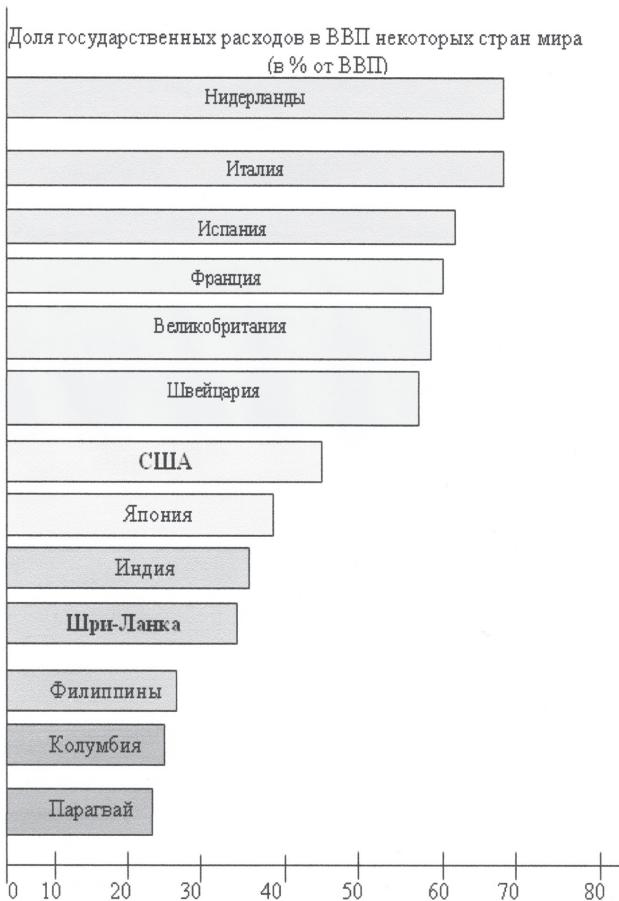 Доля государственных расходов в ВВП некоторых стран мира
(в % от ВВП)
Нидерланды
Италия
Испания
Франция
Великобритания
Швейцария
США
Япония
Индия
Шри-Ланка
Филиппины
Колумбия
Парагвай
0 10 20 30 40 50 60 70 80